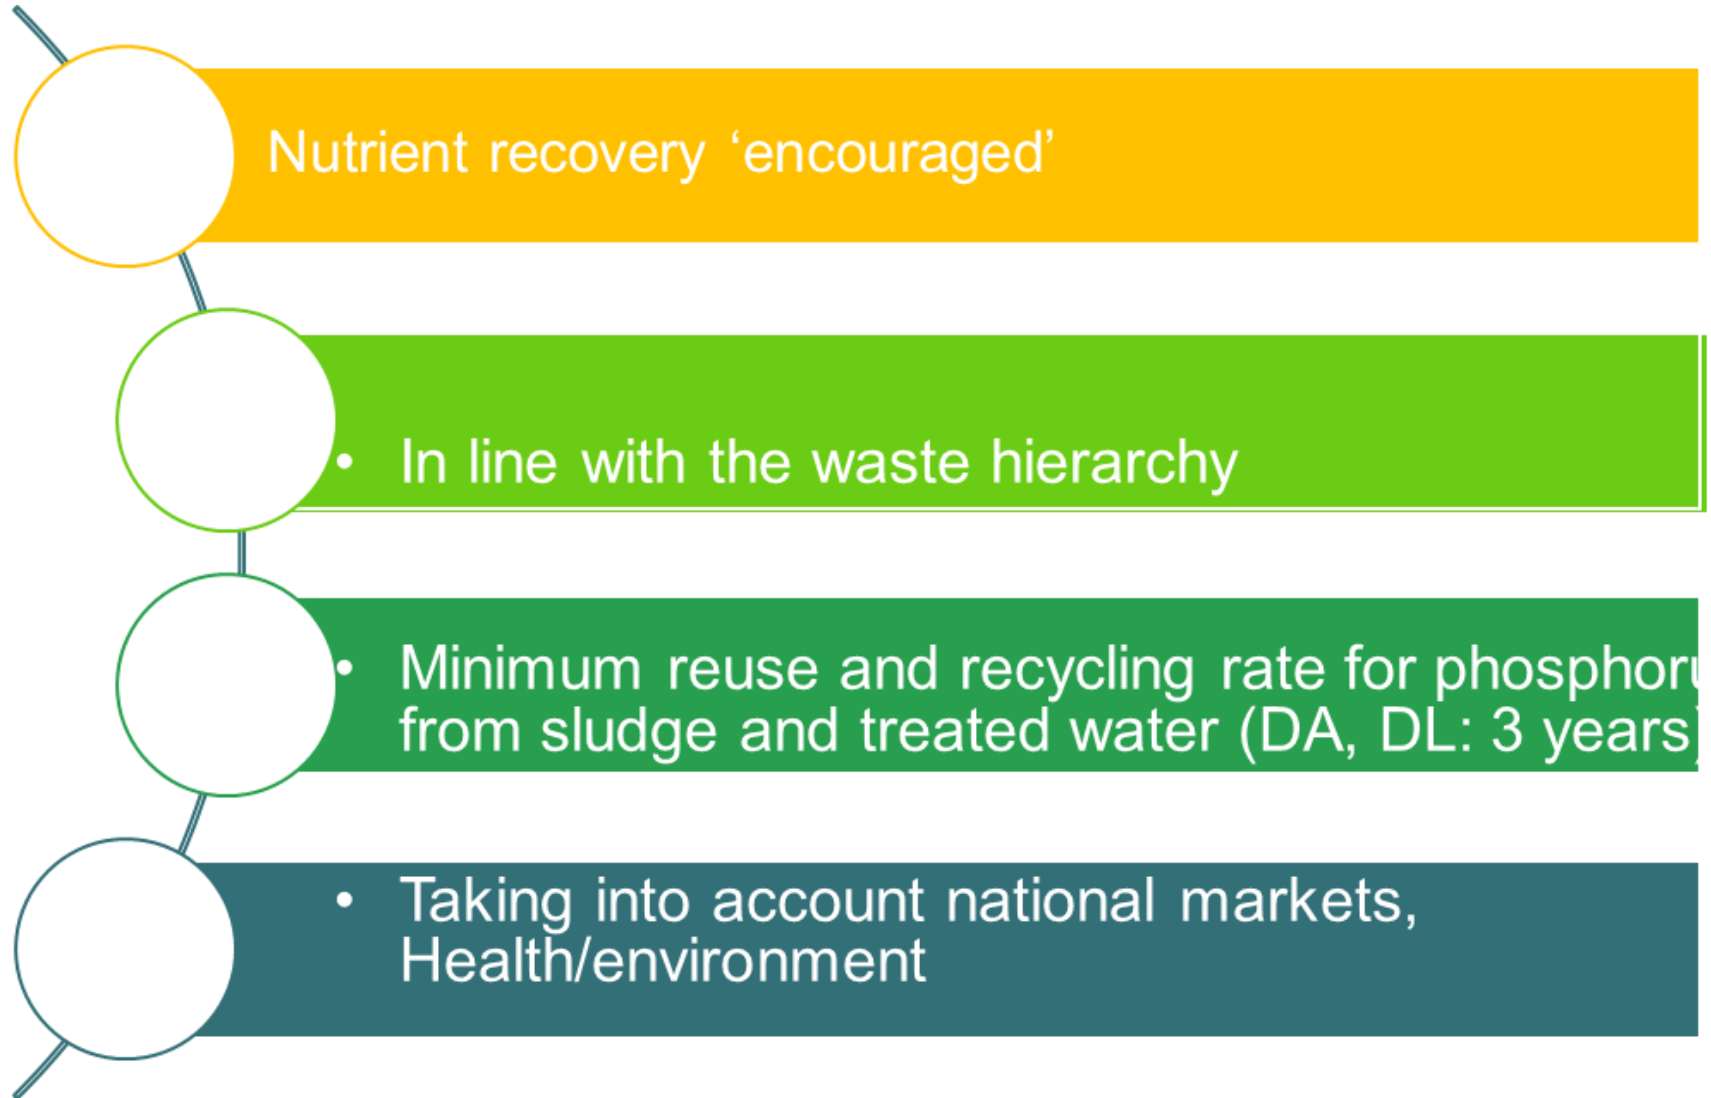 Nutrient recovery ‘encouraged’
• In line with the waste hierarchy
• Minimum reuse and recycling rate for phosphoru
from sludge and treated water (DA, DL: 3 years)
• Taking into account national markets,
Health/environment